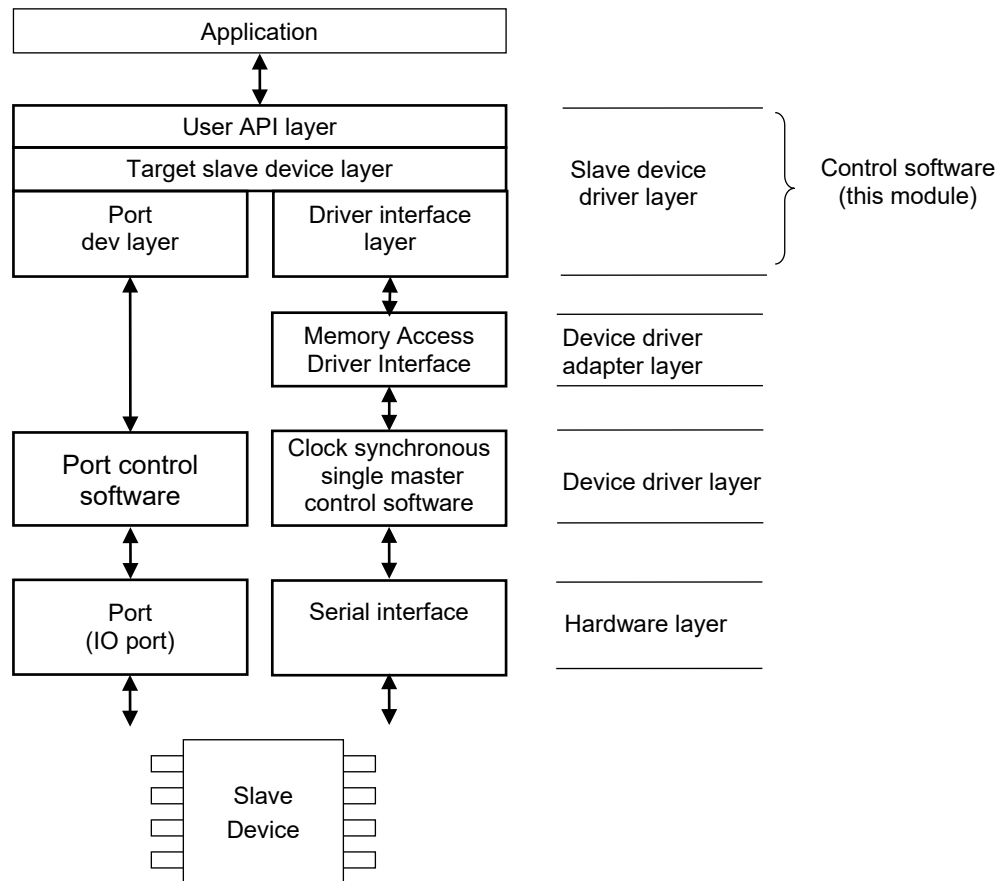 Application
User API layer
Target slave device layer
Port
dev layer
Driver interface
layer
Slave device
driver layer
Control software
(this module)
Memory Access
Driver Interface
Device driver
adapter layer
Port control
software
Clock synchronous
single master
control software
Device driver layer
Port
(IO port)
Serial interface
Hardware layer
Slave
Device